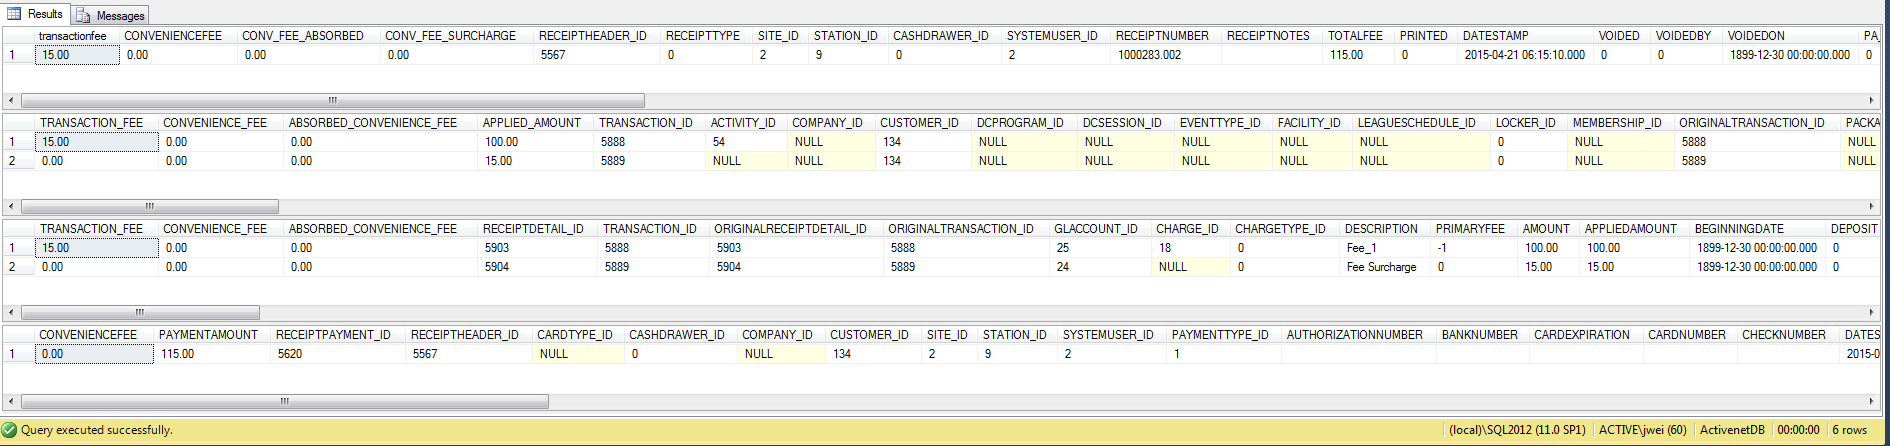 Results Messages
transactionfee CONVENIENCEFEE CONV_FEE_ABSORBED CONV_FEE_SURCHARGE RECEIPTHEADER_ID RECEIPTTYPE SITE_ID STATION_ID CASHDRAWER_ID SYSTEMUSER_ID RECEIPTNUMBER RECEIPTNOTES TOTALFEE PRINTED DATESTAMP VOIDED VOIDEDBY VOIDEDON PA_
1 15.00 0.00 0.00 0.00 5567 0 2 9 0 2 1000283.002 115.00 0 2015-04-21 06:15:10.000 0 0 1899-12-30 00:00:00.000 0
TRANSACTION_FEE CONVENIENCE_FEE ABSORBED_CONVENIENCE_FEE APPLIED_AMOUNT TRANSACTION_ID ACTIVITY_ID COMPANY_ID CUSTOMER_ID DCPROGRAM_ID DCSESSION_ID EVENTTYPE_ID FACILITY_ID LEAGUESCHEDULE_ID LOCKER_ID MEMBERSHIP_ID ORIGINALTRANSACTION_ID PACKA
1 15.00 0.00 0.00 100.00 5888 54 NULL 134 NULL NULL NULL NULL NULL 0 NULL 5888 NULL
2 0.00 0.00 0.00 15.00 5889 NULL NULL 134 NULL NULL NULL NULL NULL 0 NULL 5889 NULL
TRANSACTION_FEE CONVENIENCE_FEE ABSORBED_CONVENIENCE_FEE RECEIPTDETAIL_ID TRANSACTION_ID ORIGINALRECEIPTDETAIL_ID ORIGINALTRANSACTION_ID GLACCOUNT_ID CHARGE_ID CHARGETYPE_ID DESCRIPTION PRIMARYFEE AMOUNT APPLIEDAMOUNT BEGINNINGDATE DEPOSIT
1 15.00 0.00 0.00 5903 5888 5903 5888 25 18 0 Fee_1 -1 100.00 100.00 1899-12-30 00:00:00.000 0
2 0.00 0.00 0.00 5904 5889 5904 5889 24 NULL 0 Fee Surcharge 0 15.00 15.00 1899-12-30 00:00:00.000 0
CONVENIENCEFEE PAYMENTAMOUNT RECEIPTPAYMENT_ID RECEIPTHEADER_ID CARDTYPE_ID CASHDRAWER_ID COMPANY_ID CUSTOMER_ID SITE_ID STATION_ID SYSTEMUSER_ID PAYMENTTYPE_ID AUTHORIZATIONNUMBER BANKNUMBER CARDEXPIRATION CARDNUMBER CHECKNUMBER DATES
1 0.00 115.00 5620 5567 NULL 0 NULL 134 2 9 2 1 2015-0
Query executed successfully. (local)\SQL2012 (11.0 SP1) ACTIVE\jwei (60) ActivenetDB 00:00:00 6 rows